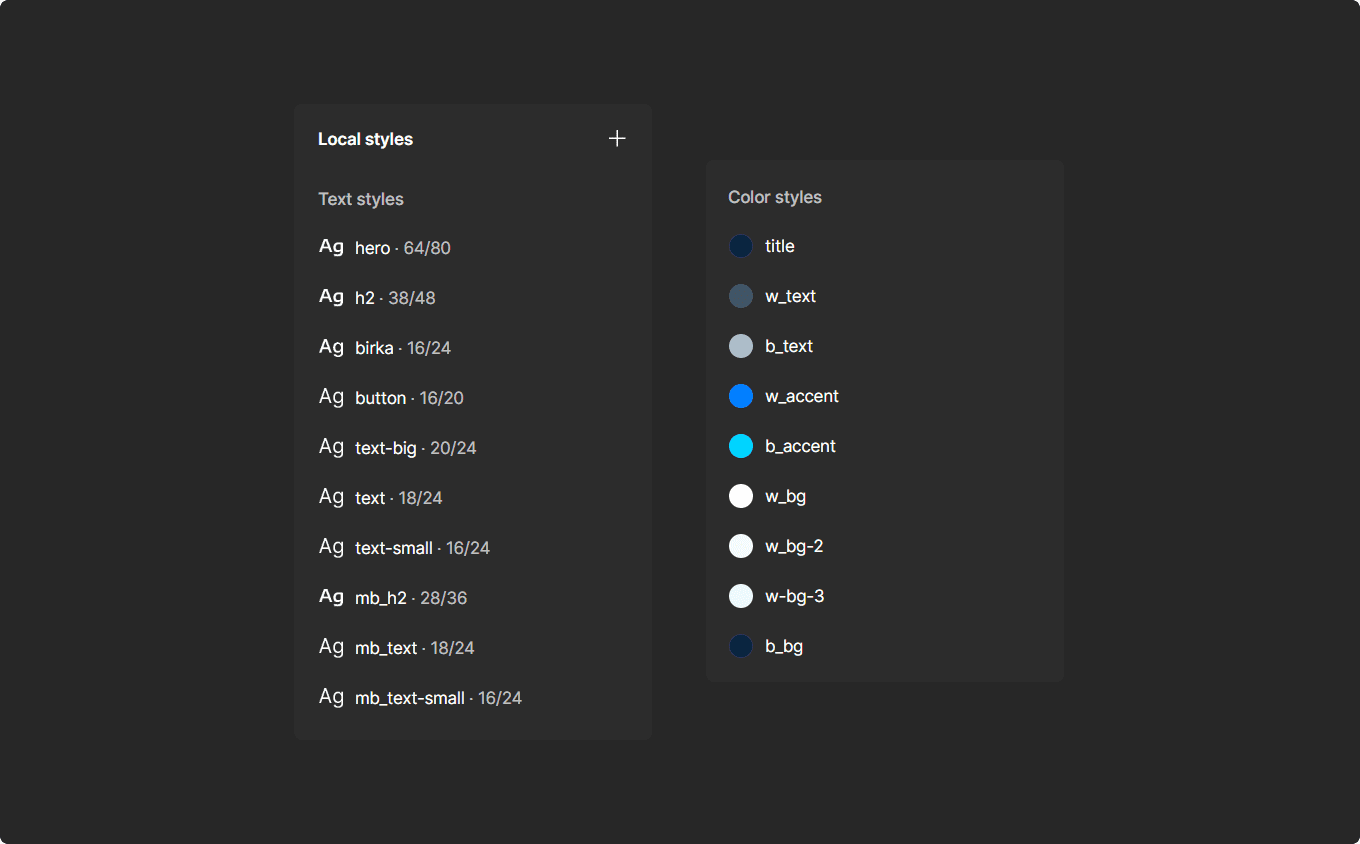 Local styles
Text styles
Ag hero · 64/80
Ag h2 · 38/48
Ag birka · 16/24
Ag button · 16/20
Ag text-big · 20/24
Ag text · 18/24
Ag text-small · 16/24
Ag mb_h2 · 28/36
Ag mb_text · 18/24
Ag mb_text-small · 16/24
Color styles
title
w_text
b_text
w_accent
b_accent
w_bg
w_bg-2
w-bg-3
b_bg